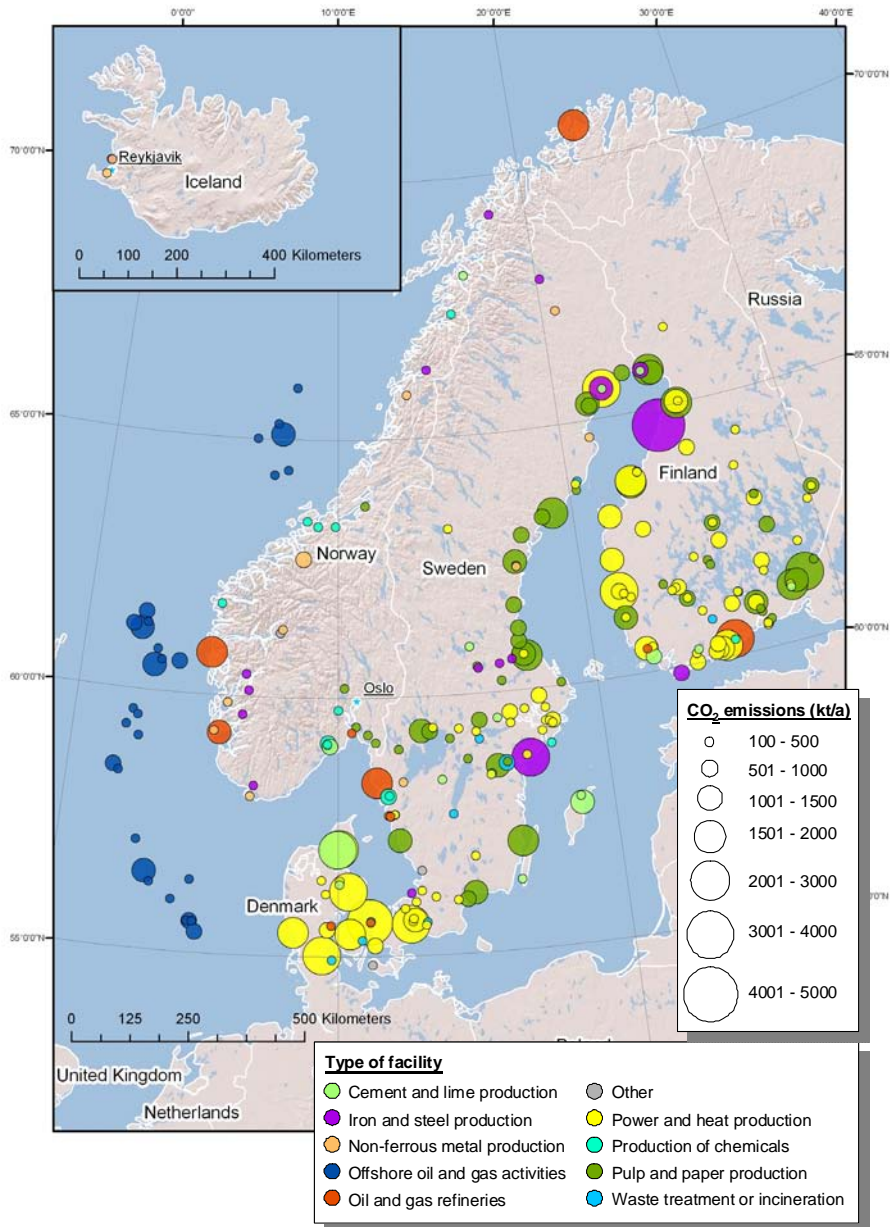 0°0'0"
10°0'0"E
20°0'0"E
30°0'0"E
40°0'0"E
70°0'0"N
70°0'0"N
Reykjavik
Iceland
0 100 200 400 Kilometers
Russia
65°0'0"N
65°0'0"N
Finland
Norway
Sweden
60°0'0"N
60°0'0"N
Oslo
CO2 emissions (kt/a)
100 - 500
501 - 1000
1001 - 1500
1501 - 2000
2001 - 3000
3001 - 4000
4001 - 5000
Denmark
55°0'0"N
0 125 250 500 Kilometers
United Kingdom
Netherlands
Type of facility
Cement and lime production
Iron and steel production
Non-ferrous metal production
Offshore oil and gas activities
Oil and gas refineries
Other
Power and heat production
Production of chemicals
Pulp and paper production
Waste treatment or incineration